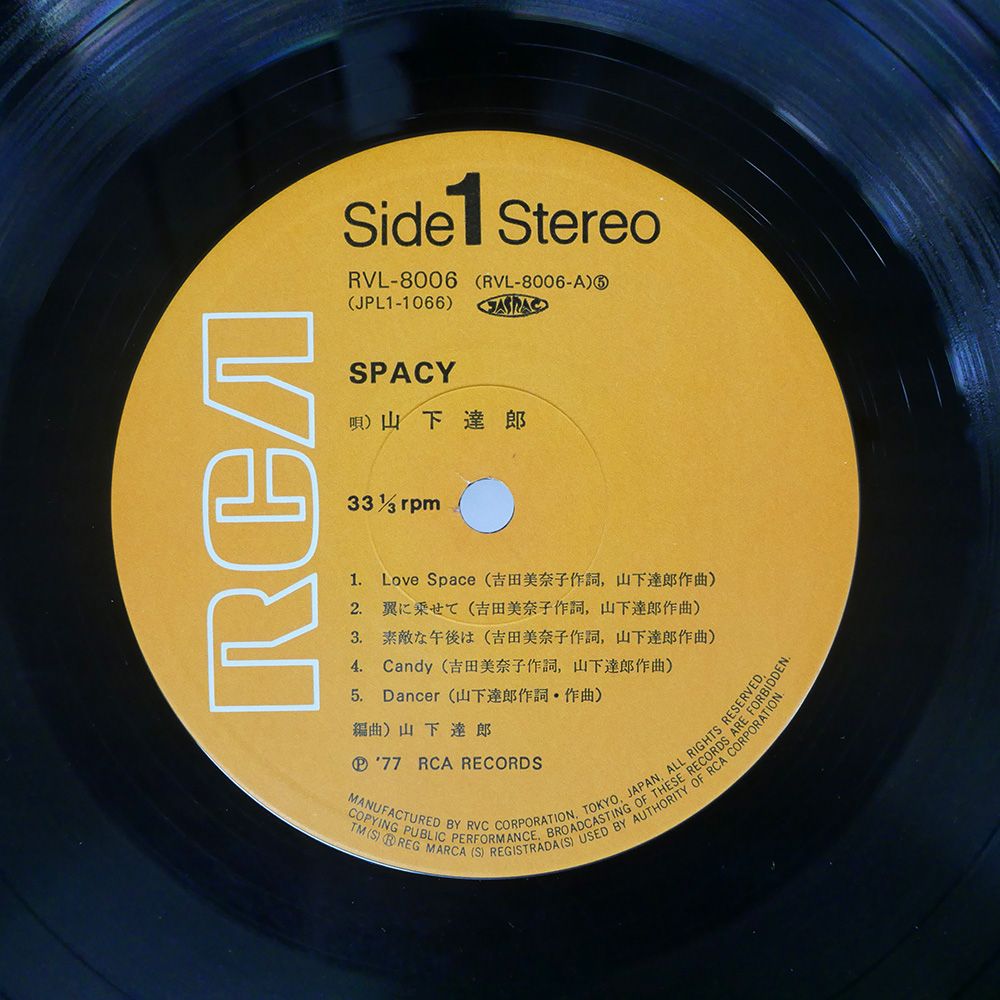 Side 1 Stereo
RVL-8006 (RVL-8006-A)⑤
(JPL1-1066) JASRAC
SPACY
唄) 山下達郎
33 1/3 rpm
1. Love Space (吉田美奈子作詞, 山下達郎作曲)
2. 翼に乗せて (吉田美奈子作詞, 山下達郎作曲)
3. 素敵な午後は (吉田美奈子作詞, 山下達郎作曲)
4. Candy (吉田美奈子作詞, 山下達郎作曲)
5. Dancer (山下達郎作詞・作曲)
編曲) 山下達郎
Ⓟ '77 RCA RECORDS
MANUFACTURED BY RVC CORPORATION, TOKYO, JAPAN, ALL RIGHTS RESERVED,
COPYING PUBLIC PERFORMANCE, BROADCASTING OF THESE RECORDS ARE FORBIDDEN.
TM(S) ®REG MARCA (S) REGISTRADA(S) USED BY AUTHORITY OF RCA CORPORATION.
RCA